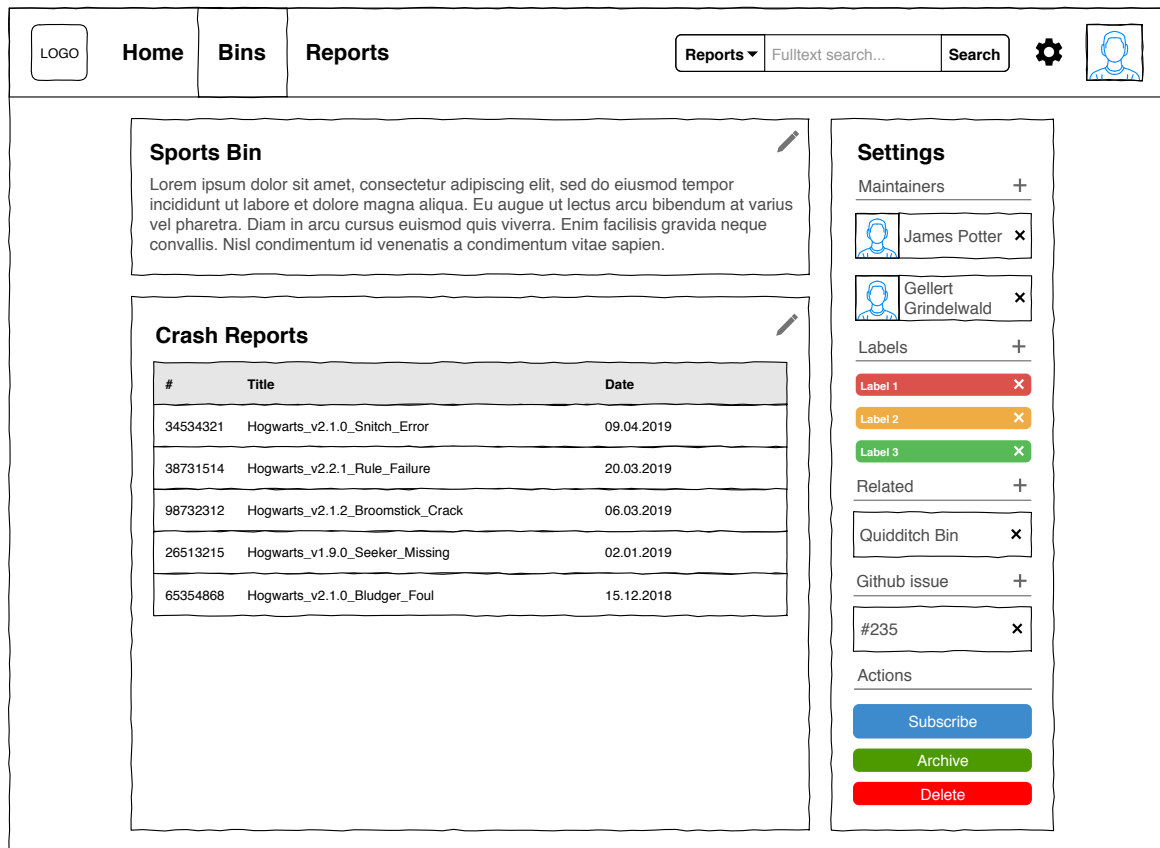 LOGO
Home
Bins
Reports
Reports
Fulltext search...
Search
Sports Bin
Lorem ipsum dolor sit amet, consectetur adipiscing elit, sed do eiusmod tempor
incididunt ut labore et dolore magna aliqua. Eu augue ut lectus arcu bibendum at varius
vel pharetra. Diam in arcu cursus euismod quis viverra. Enim facilisis gravida neque
convallis. Nisl condimentum id venenatis a condimentum vitae sapien.
Crash Reports
# Title Date
34534321 Hogwarts_v2.1.0_Snitch_Error 09.04.2019
38731514 Hogwarts_v2.2.1_Rule_Failure 20.03.2019
98732312 Hogwarts_v2.1.2_Broomstick_Crack 06.03.2019
26513215 Hogwarts_v1.9.0_Seeker_Missing 02.01.2019
65354868 Hogwarts_v2.1.0_Bludger_Foul 15.12.2018
Settings
Maintainers
James Potter
Gellert
Grindelwald
Labels
Label 1
Label 2
Label 3
Related
Quidditch Bin
Github issue
#235
Actions
Subscribe
Archive
Delete